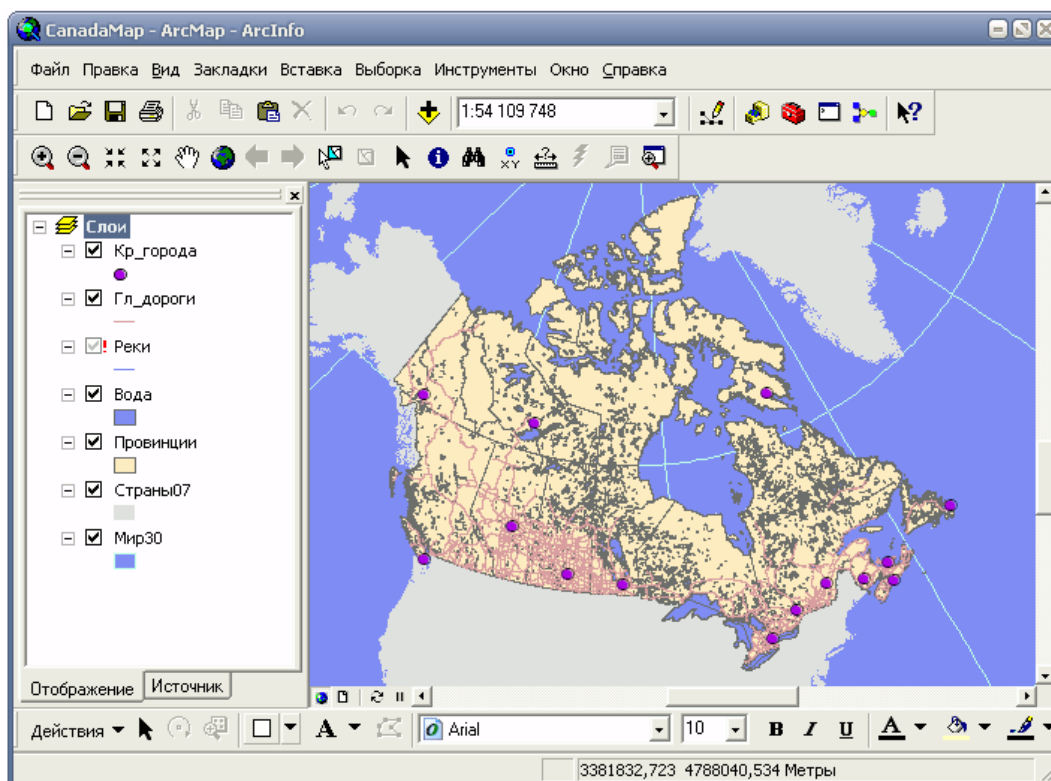 CanadaMap - ArcMap - ArcInfo
Файл Правка Вид Закладки Вставка Выборка Инструменты Окно Справка
1:54 109 748
XY
Слои
Кр_города
Гл_дороги
Реки
Вода
Провинции
Страны07
Мир30
Отображение Источник
Действия A Arial 10 B I U A
3381832,723 4788040,534 Метры